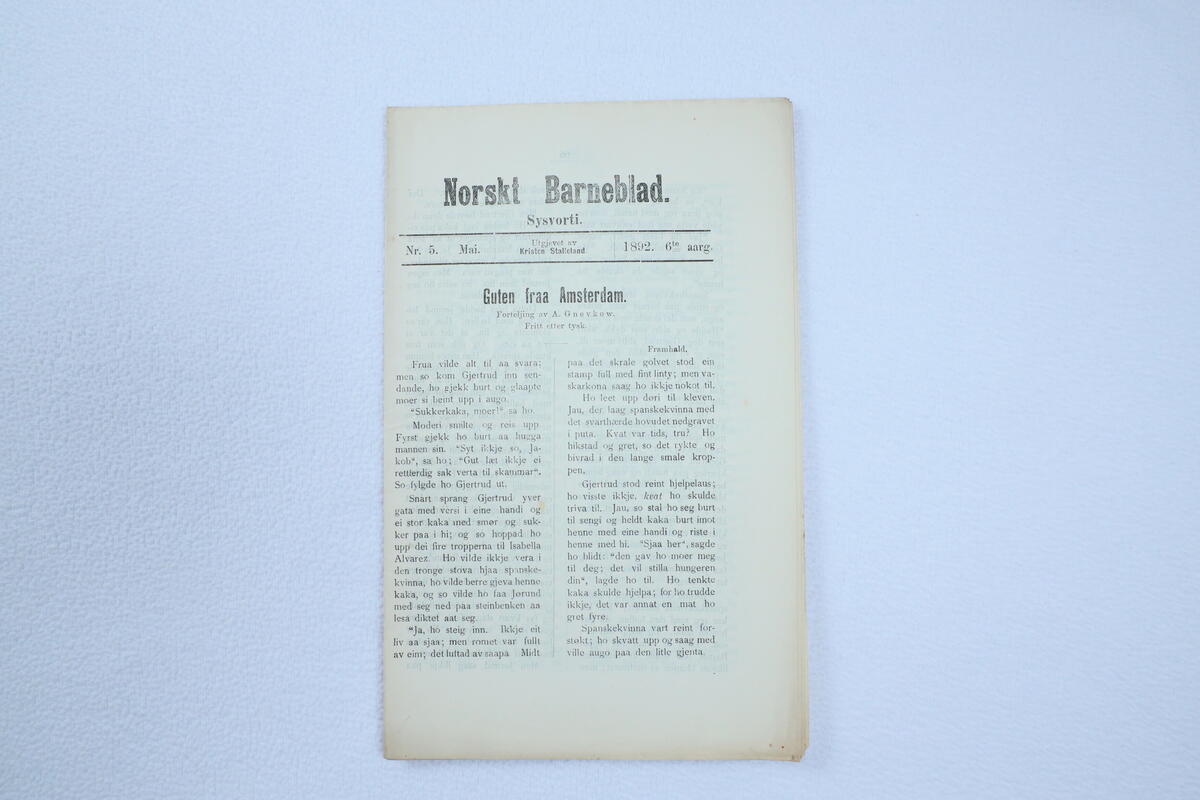 Norskt Barneblad.
Sysvorti.
Nr. 5. Mai. Utgjevet av Kristen Stalleland. 1892. 6te aarg.
Guten fraa Amsterdam.
Forteljing av A. Gnevkow.
Fritt etter tysk.
Framhald.
Frua vilde alt til aa svara;
men so kom Gjertrud inn sen-
dande, ho gjekk burt og glaapte
moer si beint upp i augo.
"Sukkerkaka, moer!" sa ho.
Moderi smilte og reis upp.
Fyrst gjekk ho burt aa hugga
mannen sin. "Syt ikkje so, Ja-
kob", sa ho; "Gut læt ikkje ei
rettferdig sak verta til skammar".
So fylgde ho Gjertrud ut.
Snart sprang Gjertrud yver
gata med versi i eine handi og
ei stor kaka med smør og suk-
ker paa i hi; og so hoppad ho
upp dei fire tropperna til Isabella
Alvarez. Ho vilde ikkje vera i
den tronge stova hjaa spanske-
kvinna, ho vilde berre gjeva henne
kaka, og so vilde ho faa Jørund
med seg ned paa steinbenken aa
lesa diktet aat seg.
"Ja, ho steig inn. Ikkje eit
liv aa sjaa; men romet var fullt
av eim; det luftad av saapa. Midt
paa det skrale golvet stod ein
stamp full med fint linty; men va-
skarkona saag ho ikkje nokot til.
Ho leet upp døri til kleven.
Jau, der laag spanskekvinna med
det svarthærde hovudet nedgravet
i puta. Kvat var tids, tru? Ho
hikstad og gret, so det rykte og
bivrad i den lange smale krop-
pen.
Gjertrud stod reint hjelpelaus;
ho visste ikkje, kvat ho skulde
triva til. Jau, so stal ho seg burt
til sengi og heldt kaka burt imot
henne med eine handi og riste i
henne med hi. "Sjaa her", sagde
ho blidt: "den gav ho moer meg
til deg; det vil stilla hungeren
din", lagde ho til. Ho tenkte
kaka skulde hjelpa; for ho trudde
ikkje, det var annat en mat ho
gret fyre.
Spanskekvinna vart reint for-
støkt; ho skvatt upp og saag med
ville augo paa den litle gjenta.